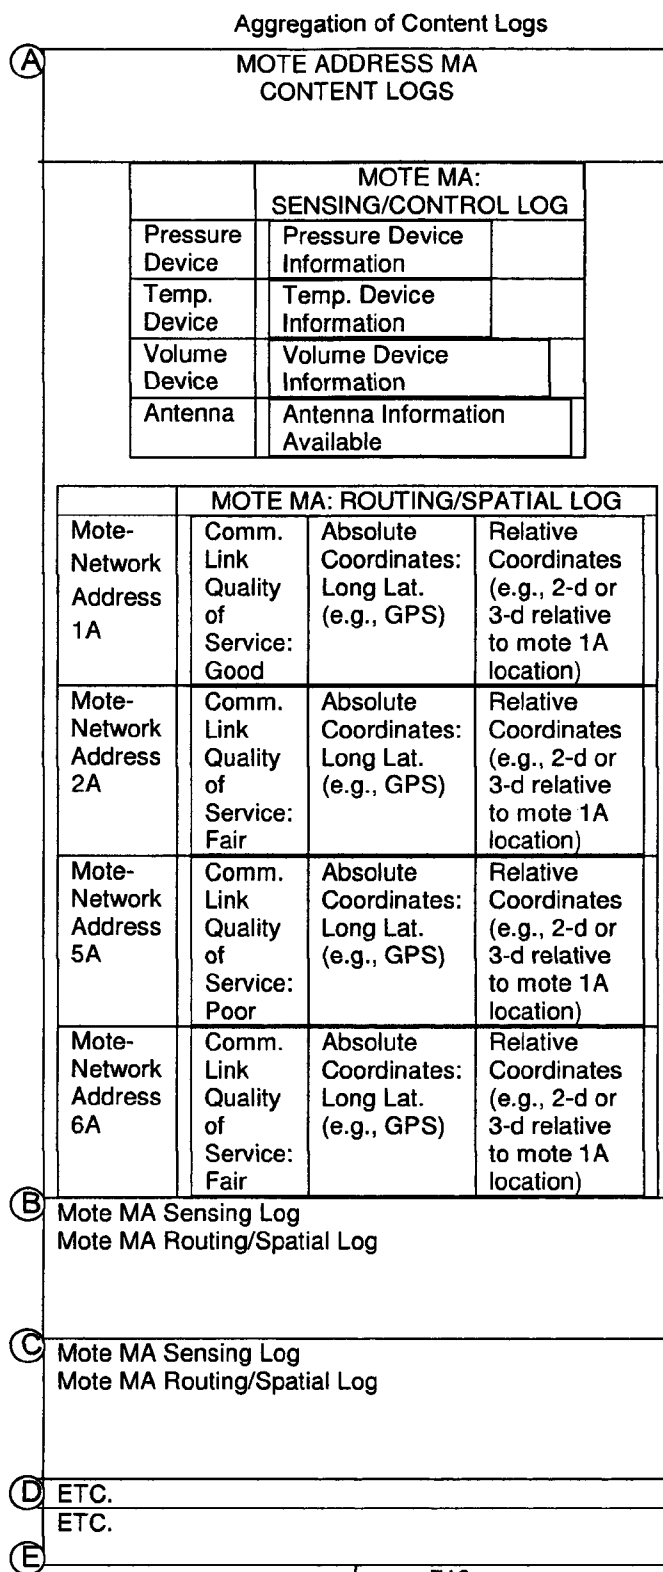 Aggregation of Content Logs
A
MOTE ADDRESS MA
CONTENT LOGS
MOTE MA:
SENSING/CONTROL LOG
Pressure
Device
Pressure Device
Information
Temp.
Device
Temp. Device
Information
Volume
Device
Volume Device
Information
Antenna
Antenna Information
Available
MOTE MA: ROUTING/SPATIAL LOG
Mote-
Network
Address
1A
Comm.
Link
Quality
of
Service:
Good
Absolute
Coordinates:
Long Lat.
(e.g., GPS)
Relative
Coordinates
(e.g., 2-d or
3-d relative
to mote 1A
location)
Mote-
Network
Address
2A
Comm.
Link
Quality
of
Service:
Fair
Absolute
Coordinates:
Long Lat.
(e.g., GPS)
Relative
Coordinates
(e.g., 2-d or
3-d relative
to mote 1A
location)
Mote-
Network
Address
5A
Comm.
Link
Quality
of
Service:
Poor
Absolute
Coordinates:
Long Lat.
(e.g., GPS)
Relative
Coordinates
(e.g., 2-d or
3-d relative
to mote 1A
location)
Mote-
Network
Address
6A
Comm.
Link
Quality
of
Service:
Fair
Absolute
Coordinates:
Long Lat.
(e.g., GPS)
Relative
Coordinates
(e.g., 2-d or
3-d relative
to mote 1A
location)
B
Mote MA Sensing Log
Mote MA Routing/Spatial Log
C
Mote MA Sensing Log
Mote MA Routing/Spatial Log
D
ETC.
ETC.
E